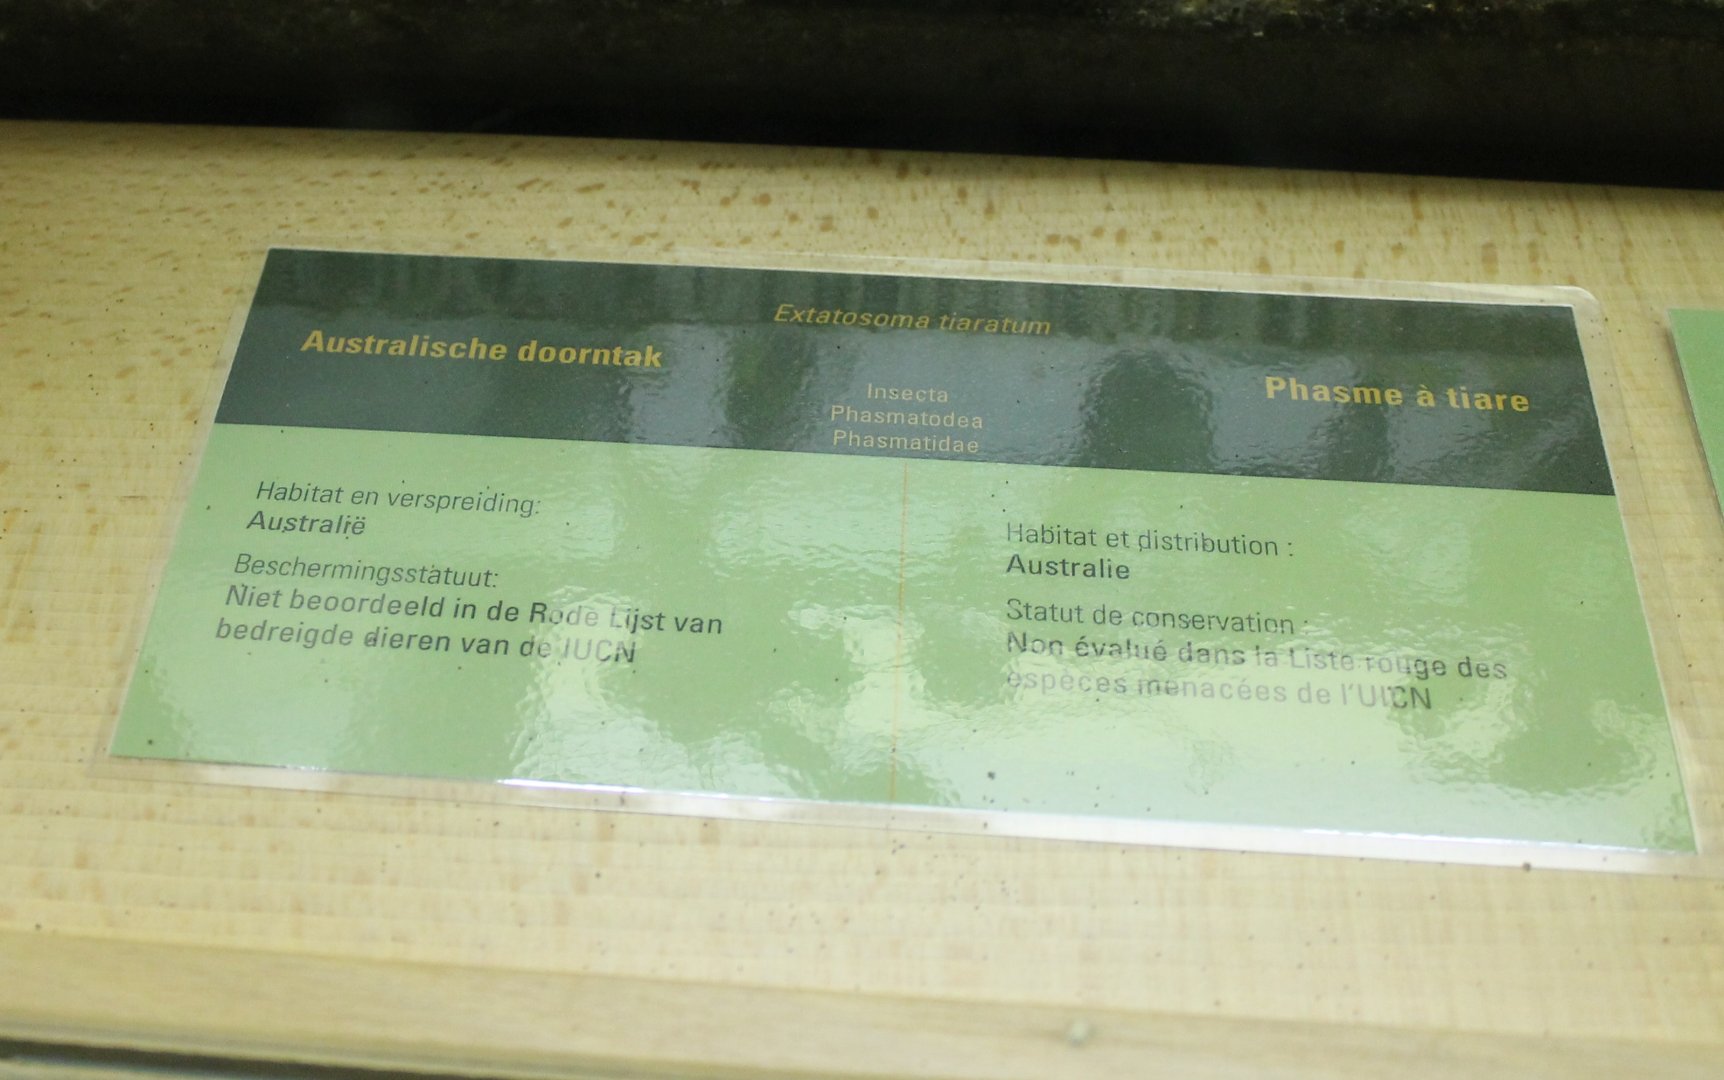 Extatosoma tiaratum
Australische doorntak
Phasme à tiare
Insecta
Phasmatodea
Phasmatidae
Habitat en verspreiding:
Australië
Beschermingsstatuut:
Niet beoordeeld in de Rode Lijst van
bedreigde dieren van de IUCN
Habitat et distribution :
Australie
Statut de conservation :
Non évalué dans la Liste rouge des
espèces menacées de l'UICN